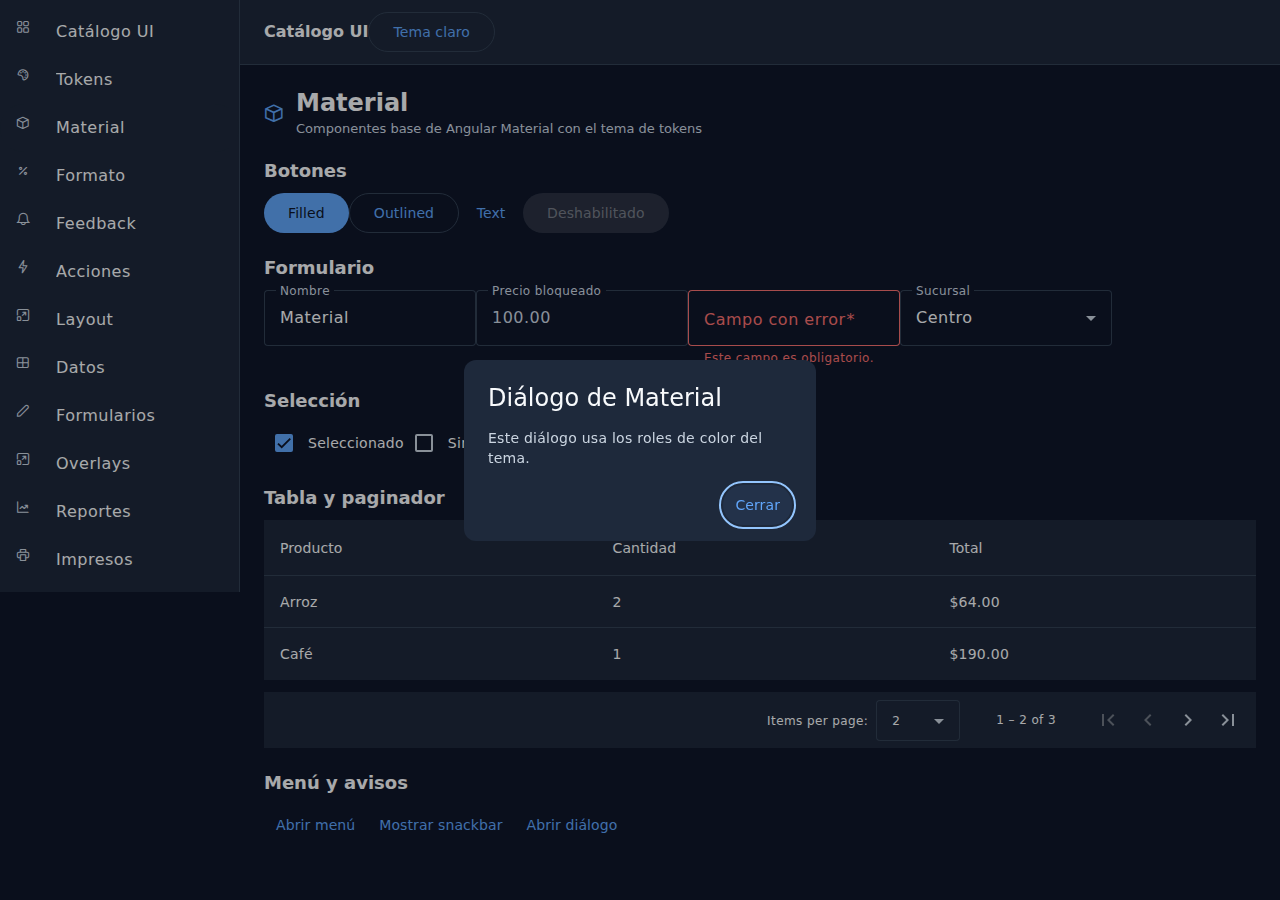 Catálogo UI
Tokens
Material
Formato
Feedback
Acciones
Layout
Datos
Formularios
Overlays
Reportes
Impresos
Catálogo UI
Tema claro
Material
Componentes base de Angular Material con el tema de tokens
Botones
Filled
Outlined
Text
Deshabilitado
Formulario
Nombre
Material
Precio bloqueado
100.00
Campo con error*
Este campo es obligatorio.
Sucursal
Centro
Selección
Seleccionado
Diálogo de Material
Este diálogo usa los roles de color del
tema.
Cerrar
Tabla y paginador
Producto Cantidad Total
Arroz 2 $64.00
Café 1 $190.00
Items per page: 2 1 – 2 of 3
Menú y avisos
Abrir menú
Mostrar snackbar
Abrir diálogo